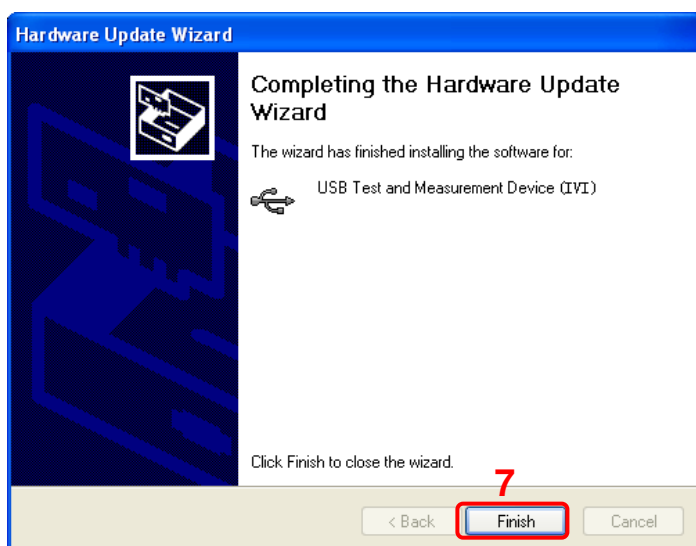 Hardware Update Wizard
Completing the Hardware Update
Wizard
The wizard has finished installing the software for:
USB Test and Measurement Device (IVI)
Click Finish to close the wizard.
7
< Back Finish Cancel